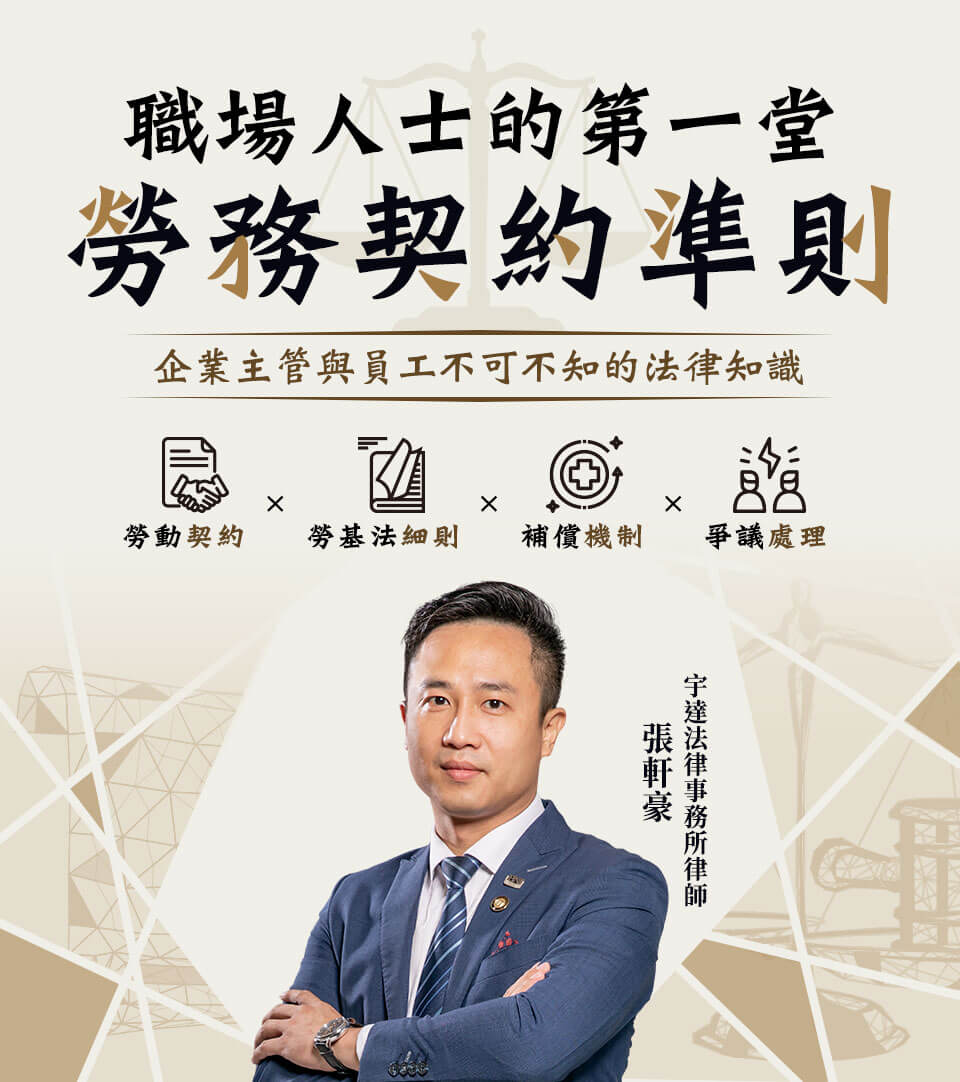 職場人士的第一堂
勞務契約準則
企業主管與員工不可不知的法律知識
勞動契約 × 勞基法細則 × 補償機制 × 爭議處理
宇達法律事務所律師
張軒豪